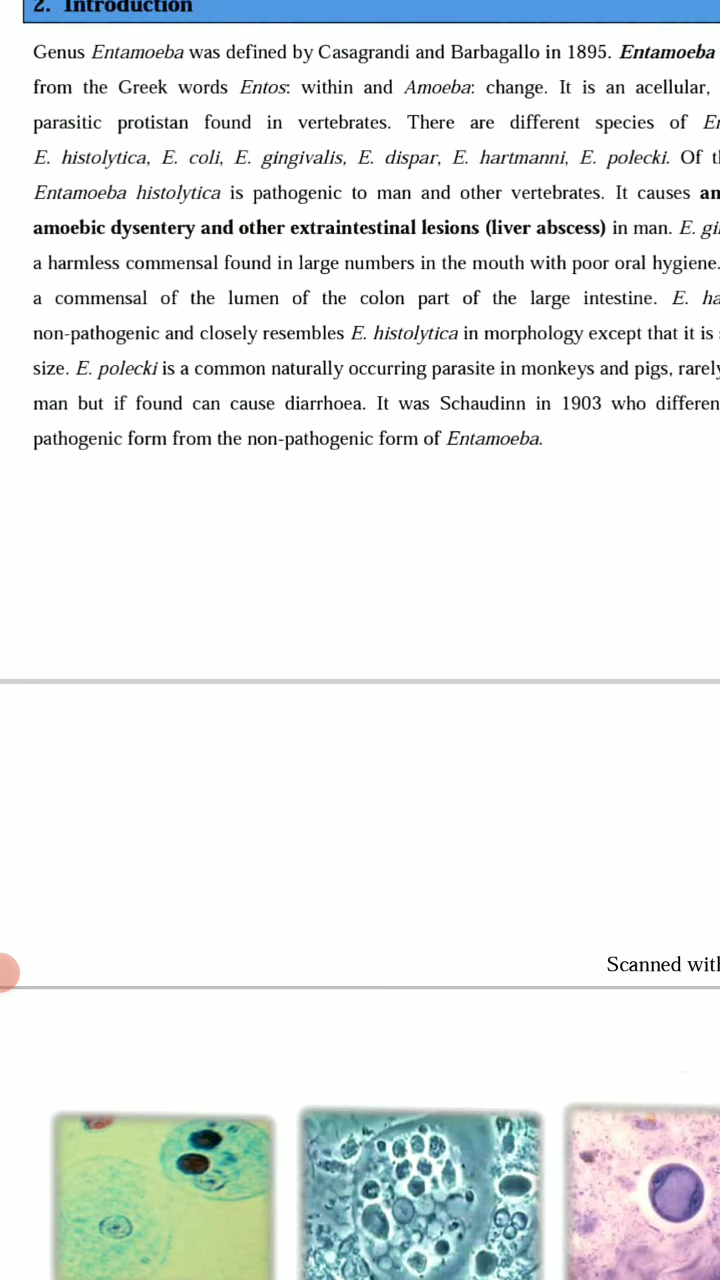 2. Introduction
Genus Entamoeba was defined by Casagrandi and Barbagallo in 1895. Entamoeba
from the Greek words Entos: within and Amoeba: change. It is an acellular,
parasitic protistan found in vertebrates. There are different species of
E. histolytica, E. coli, E. gingivalis, E. dispar, E. hartmanni, E. polecki. Of
Entamoeba histolytica is pathogenic to man and other vertebrates. It causes
amoebic dysentery and other extraintestinal lesions (liver abscess) in man. E.
a harmless commensal found in large numbers in the mouth with poor oral hygiene.
a commensal of the lumen of the colon part of the large intestine. E.
non-pathogenic and closely resembles E. histolytica in morphology except that it is
size. E. polecki is a common naturally occurring parasite in monkeys and pigs, rarely
man but if found can cause diarrhoea. It was Schaudinn in 1903 who
pathogenic form from the non-pathogenic form of Entamoeba.
Scanned with